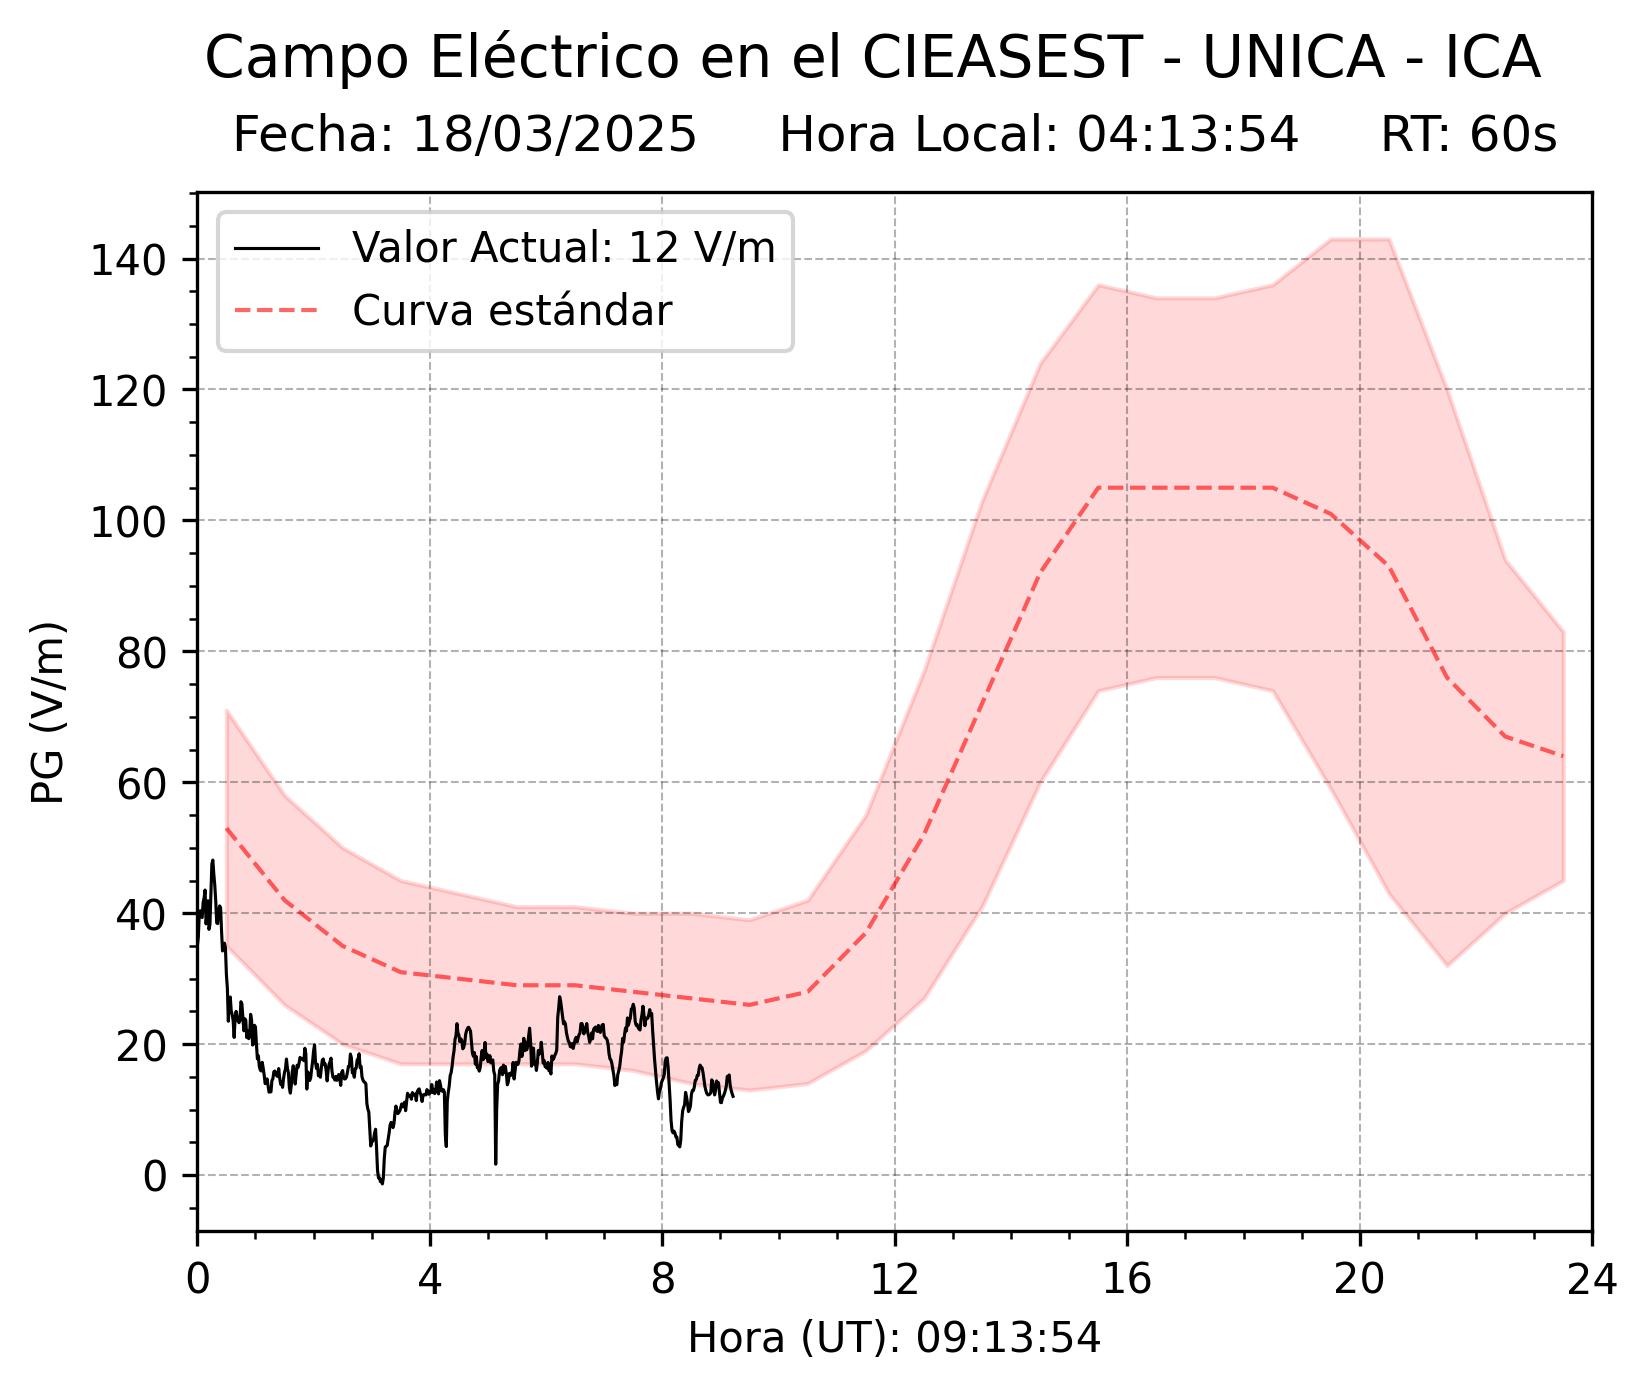 Campo Eléctrico en el CIEASEST - UNICA - ICA
Fecha: 18/03/2025 Hora Local: 04:13:54 RT: 60s
Valor Actual: 12 V/m
Curva estándar
PG (V/m)
140
120
100
80
60
40
20
0
0 4 8 12 16 20 24
Hora (UT): 09:13:54